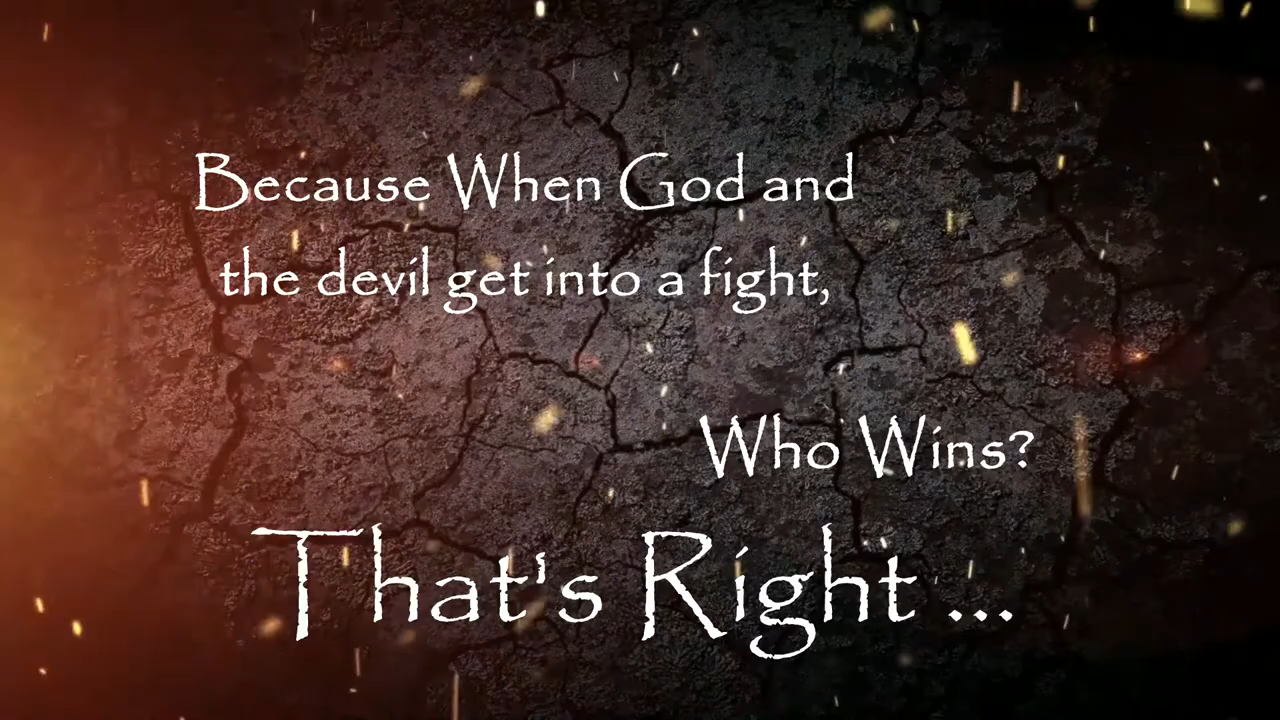 Because When God and
the devil get into a fight,
Who Wins?
That's Right ...